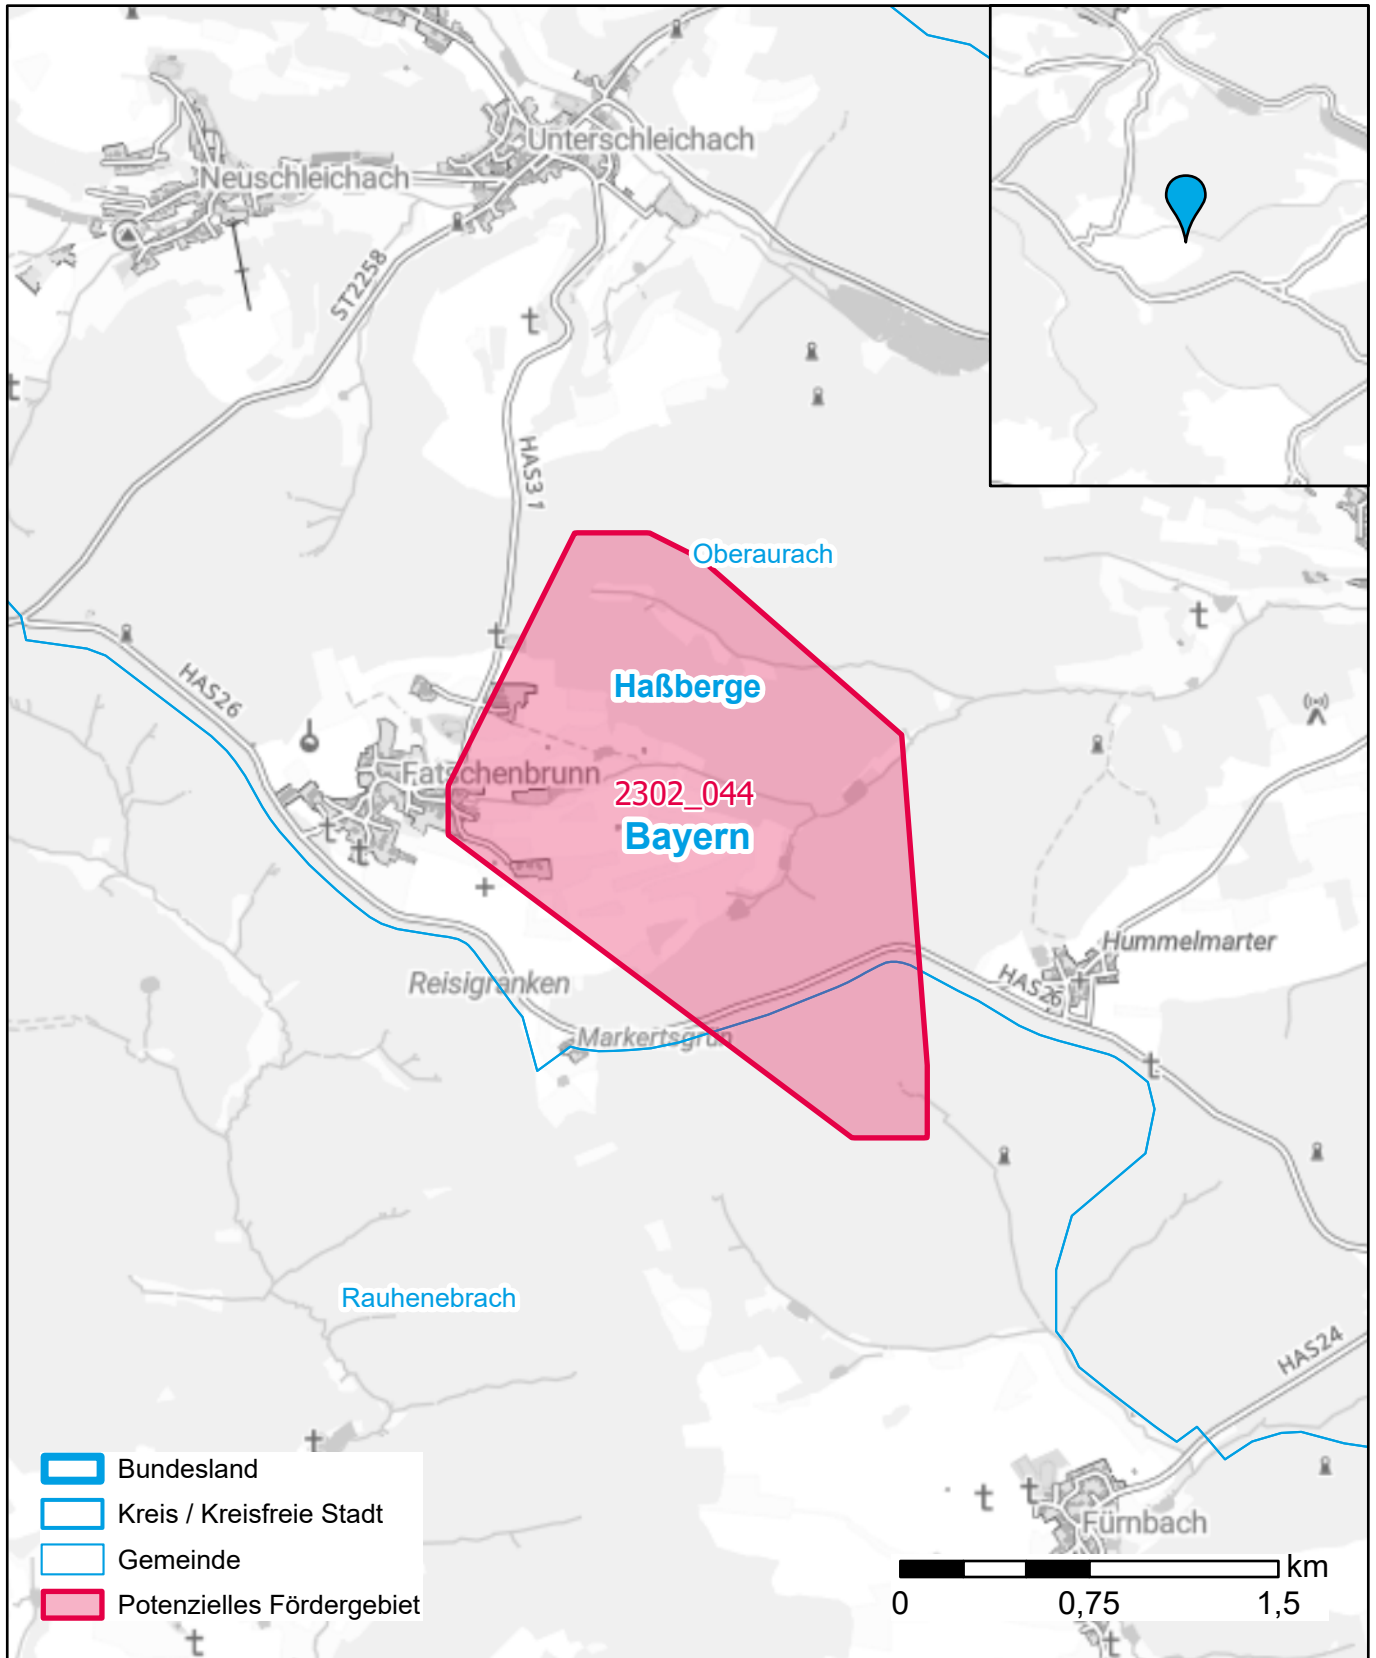 Unterschleichach
Neuschleichach
ST2258
HAS31
Oberaurach
HAS26
Haßberge
Fatschenbrunn
2302_044
Bayern
Hummelmarter
Reisigranken
HAS26
Markertsgrün
Rauhenebrach
HAS24
Fürnbach
Bundesland
Kreis / Kreisfreie Stadt
Gemeinde
Potenzielles Fördergebiet
km
0 0,75 1,5